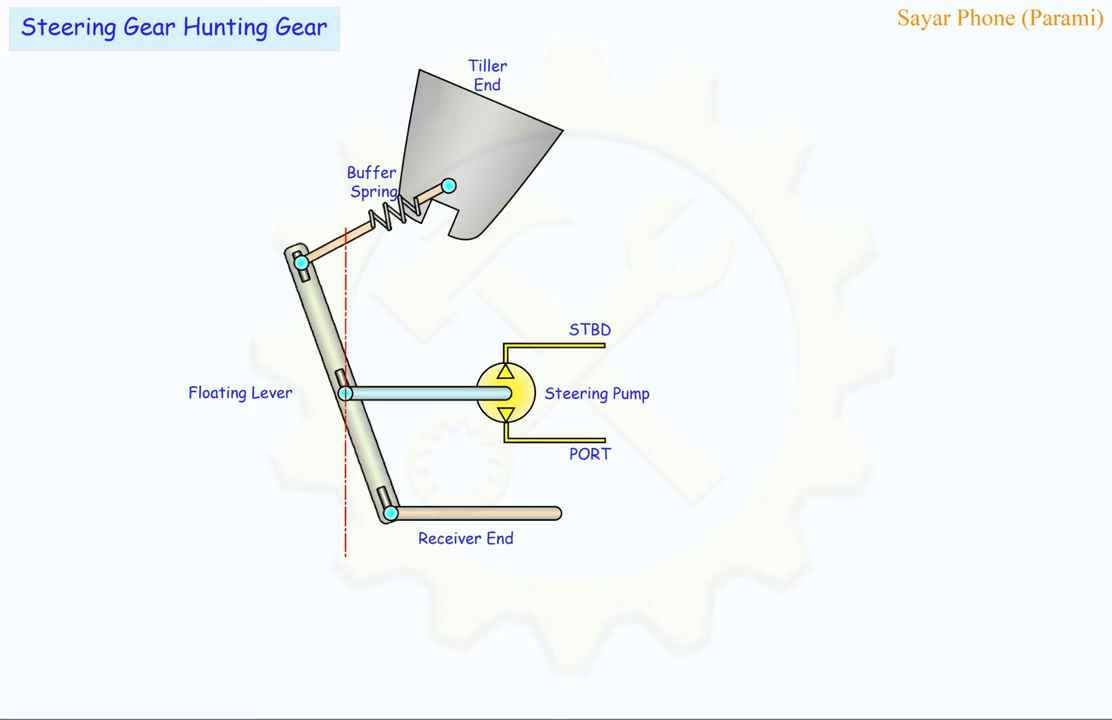 Steering Gear Hunting Gear
Sayar Phone (Parami)
Tiller
End
Buffer
Spring
STBD
Floating Lever
Steering Pump
PORT
Receiver End